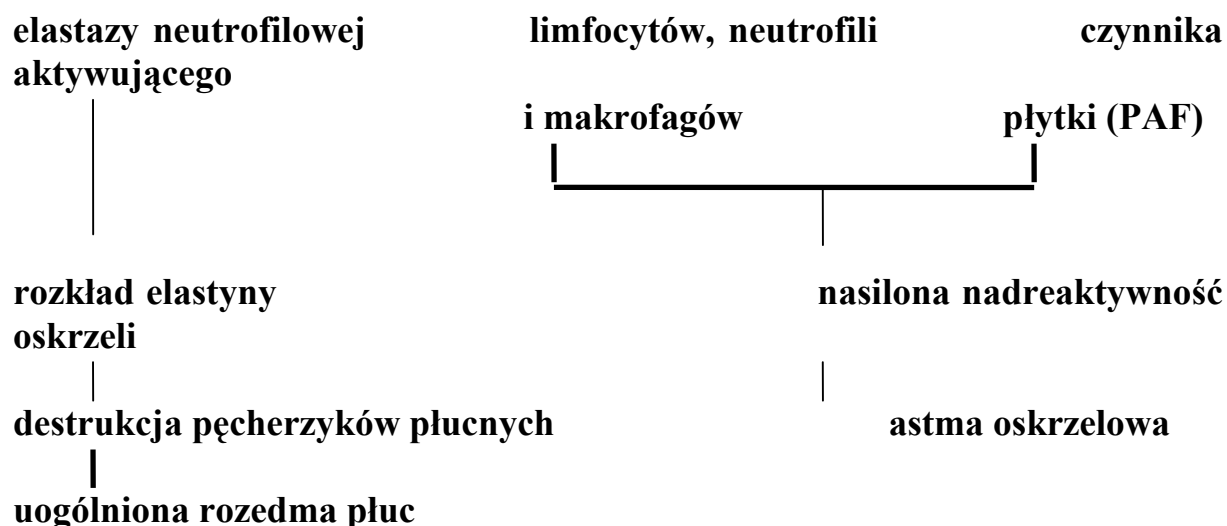 elastazy neutrofilowej limfocytów, neutrofili czynnika
aktywującego
i makrofagów płytki (PAF)
rozkład elastyny nasilona nadreaktywność
oskrzeli
destrukcja pęcherzyków płucnych astma oskrzelowa
uogólniona rozedma płuc